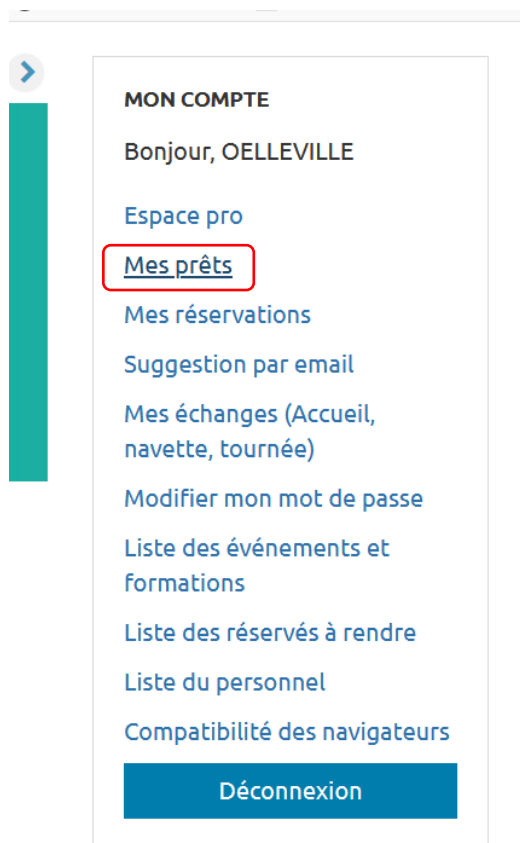 MON COMPTE
Bonjour, OELLEVILLE
Espace pro
Mes prêts
Mes réservations
Suggestion par email
Mes échanges (Accueil,
navette, tournée)
Modifier mon mot de passe
Liste des événements et
formations
Liste des réservés à rendre
Liste du personnel
Compatibilité des navigateurs
Déconnexion